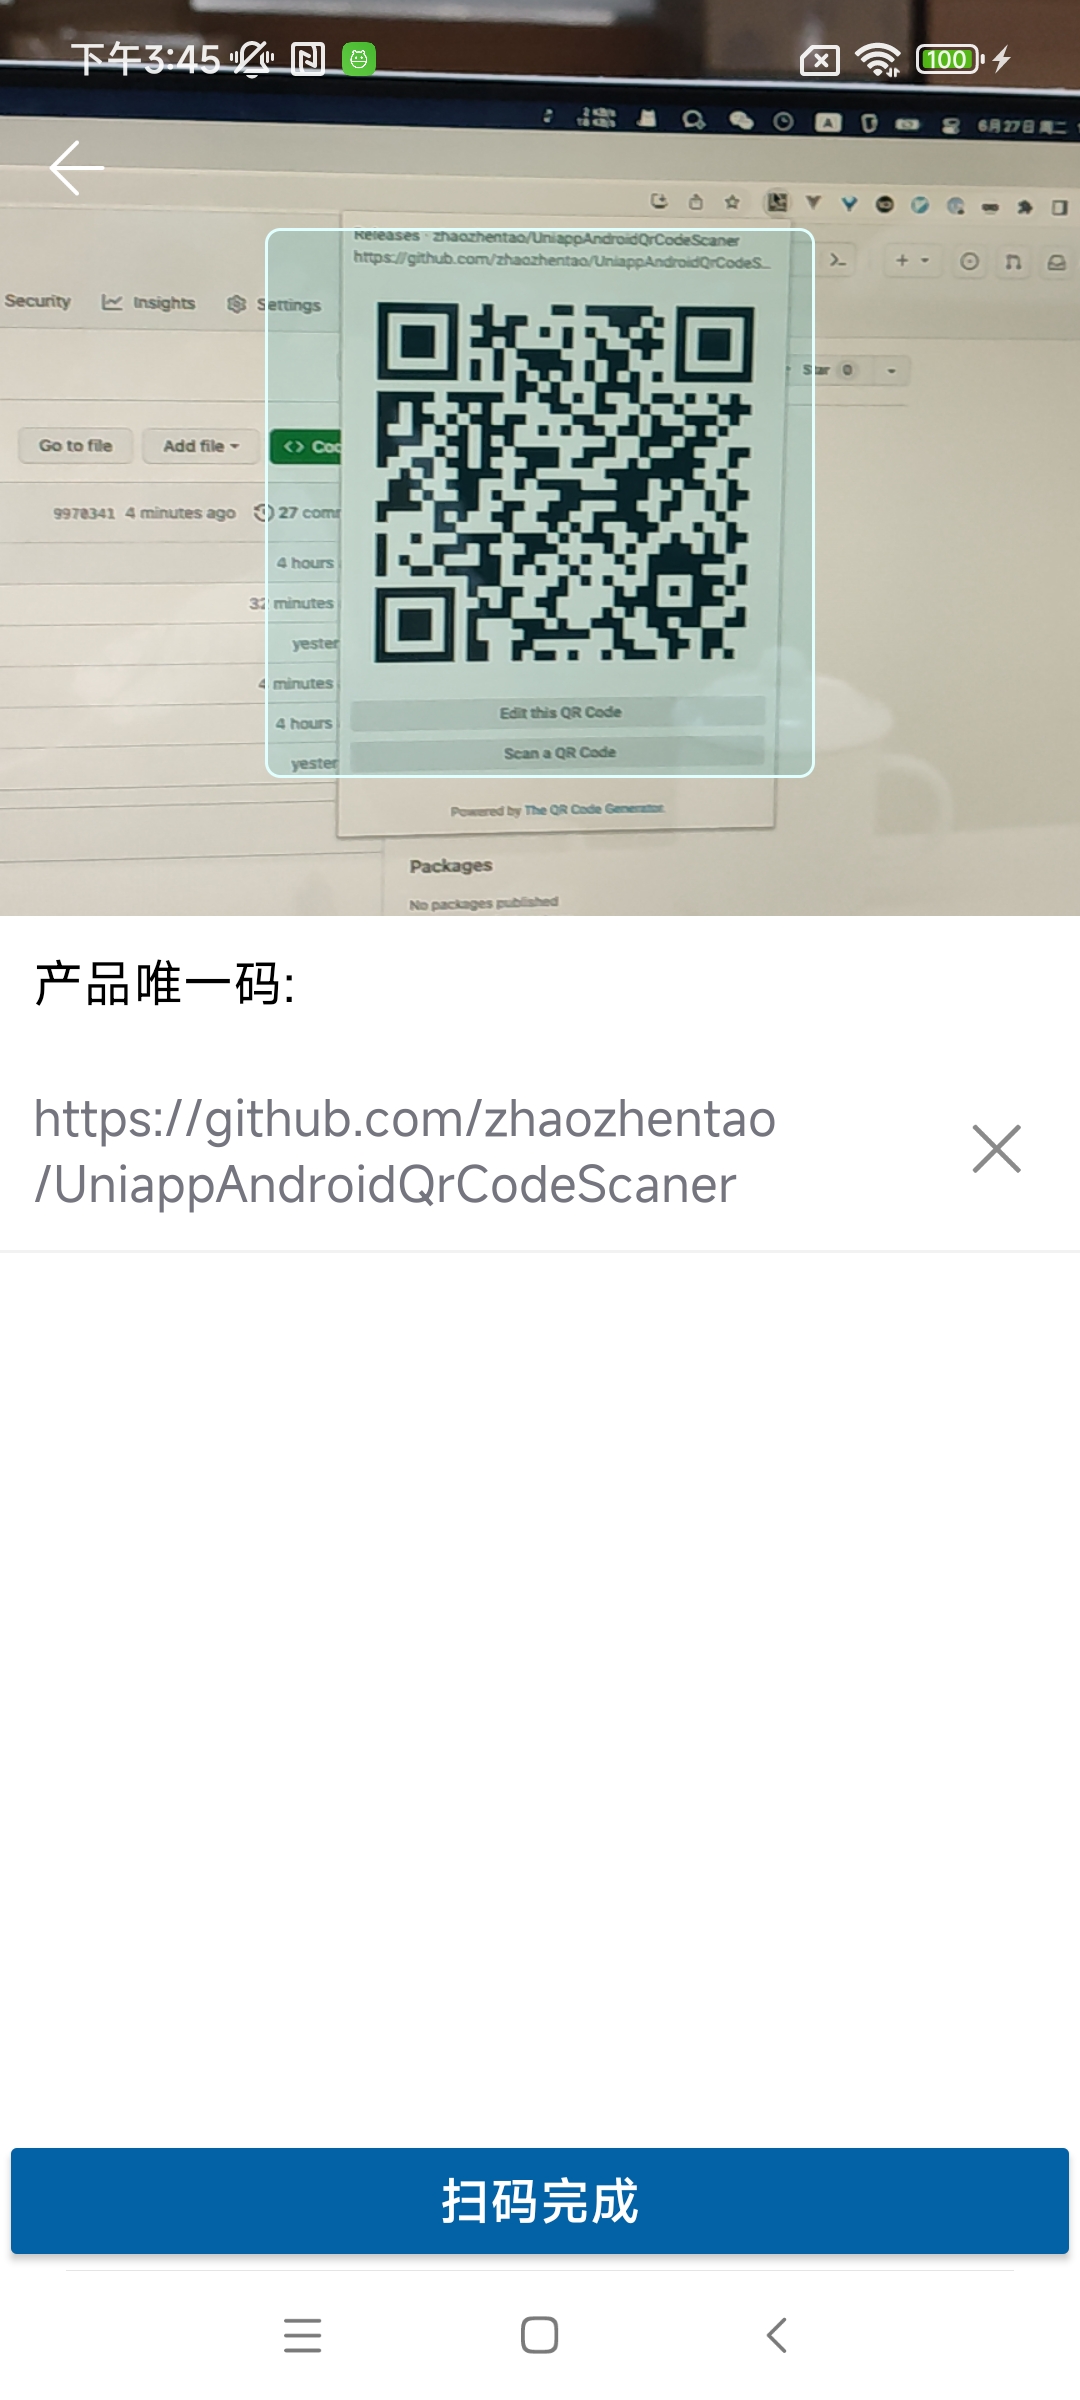 下午3:45
100
6月27日 周二
Releases · zhaozhentao/UniappAndroidQrCodeScaner
https://github.com/zhaozhentao/UniappAndroidQrCodeS...
Security
Insights
Settings
Star 0
Go to file
Add file
9970341 4 minutes ago
27 com
4 hours
32 minutes
yester
4 minutes
4 hours
yester
Edit this QR Code
Scan a QR Code
Powered by The QR Code Generator
Packages
No packages published
产品唯一码:
https://github.com/zhaozhentao
/UniappAndroidQrCodeScaner
扫码完成